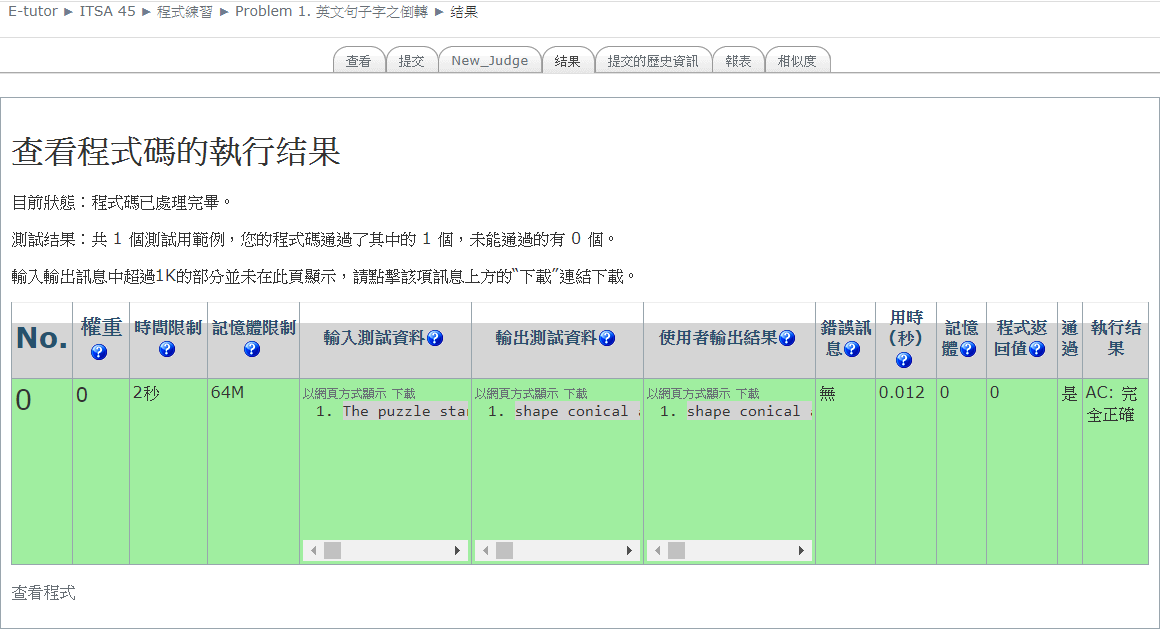 E-tutor ► ITSA 45 ► 程式練習 ► Problem 1. 英文句子字之倒轉 ► 结果
查看 提交 New_Judge 结果 提交的歷史資訊 報表 相似度
查看程式碼的執行结果
目前狀態：程式碼已處理完畢。
測試结果：共 1 個測試用範例，您的程式碼通過了其中的 1 個，未能通過的有 0 個。
輸入輸出訊息中超過1K的部分並未在此頁顯示，請點擊該項訊息上方的“下載”連結下載。
No. 權重 時間限制 記憶體限制 輸入測試資料 輸出測試資料 使用者輸出結果 錯誤訊息 用時(秒) 記憶體 程式返回值 通過 執行结果
0 0 2秒 64M 以網頁方式顯示 下載 以網頁方式顯示 下載 以網頁方式顯示 下載 無 0.012 0 0 是 AC: 完全正確
1. The puzzle star 1. shape conical 1. shape conical
查看程式